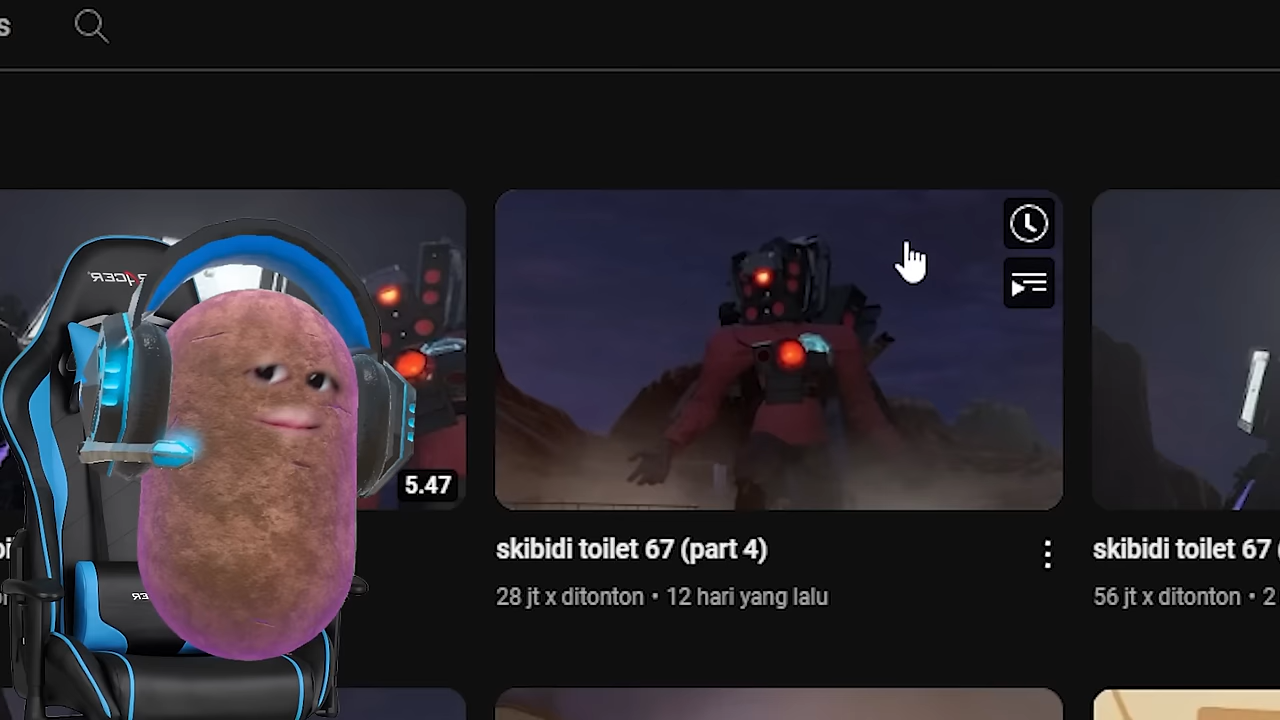 s
5.47
skibidi toilet 67 (part 4)
28 jt x ditonton • 12 hari yang lalu
skibidi toilet 67 (
56 jt x ditonton • 2